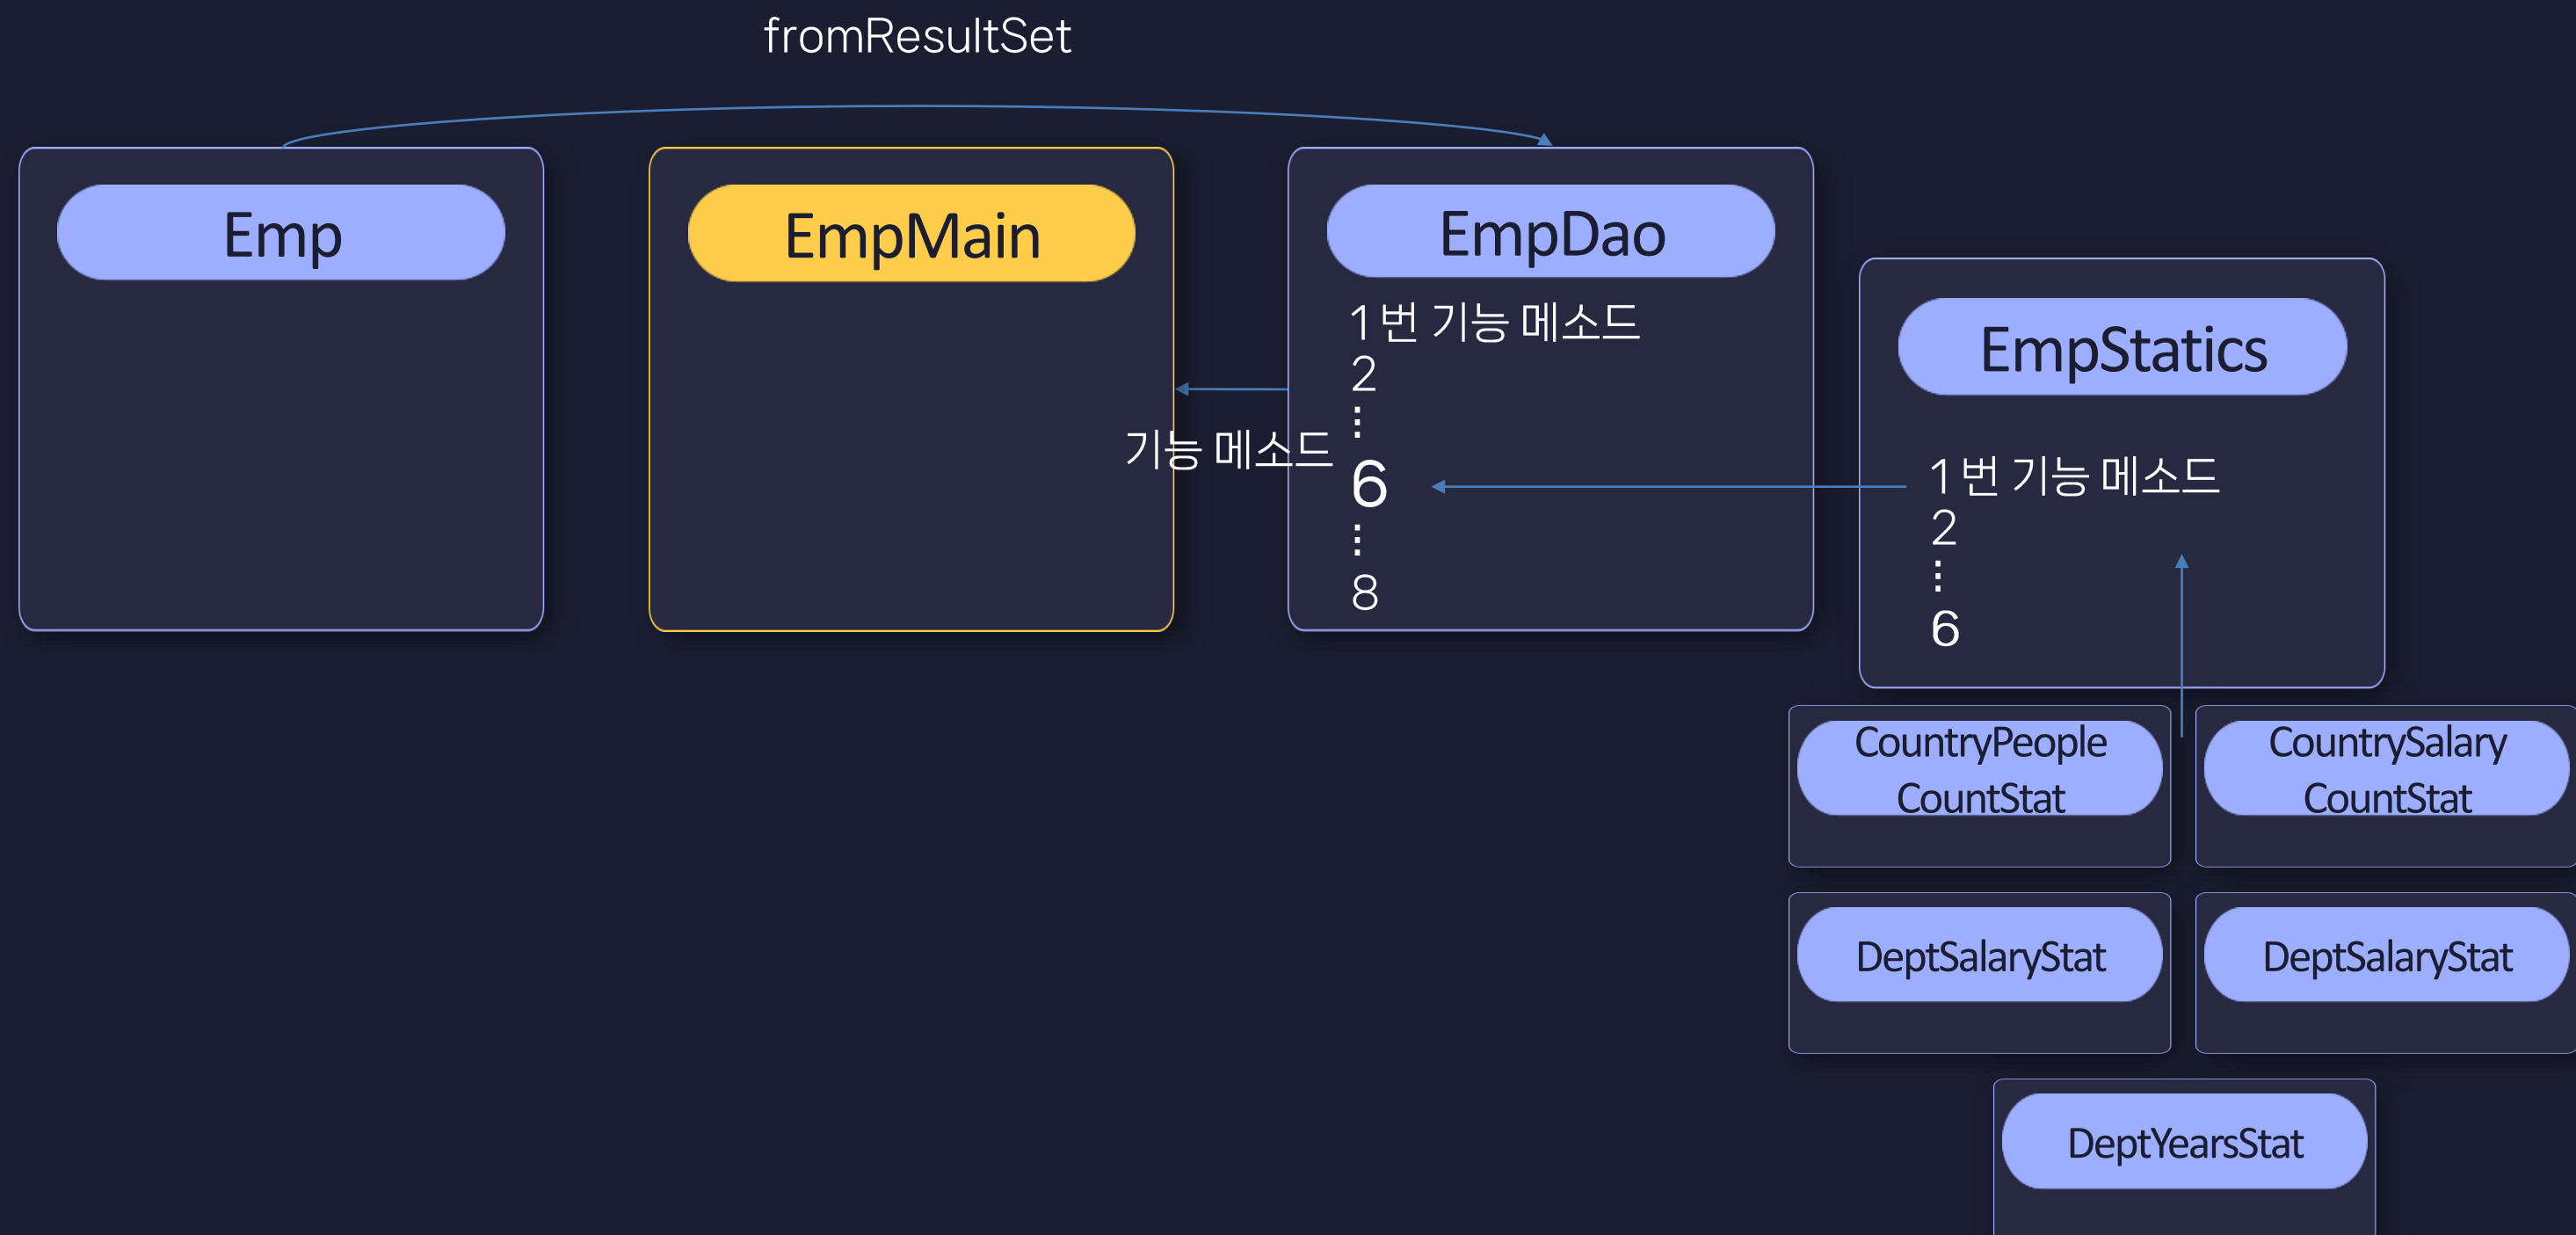 fromResultSet
Emp
EmpMain
EmpDao
1번 기능 메소드
2
⋮
6
⋮
8
기능 메소드
EmpStatics
1번 기능 메소드
2
⋮
6
CountryPeople
CountStat
CountrySalary
CountStat
DeptSalaryStat
DeptSalaryStat
DeptYearsStat